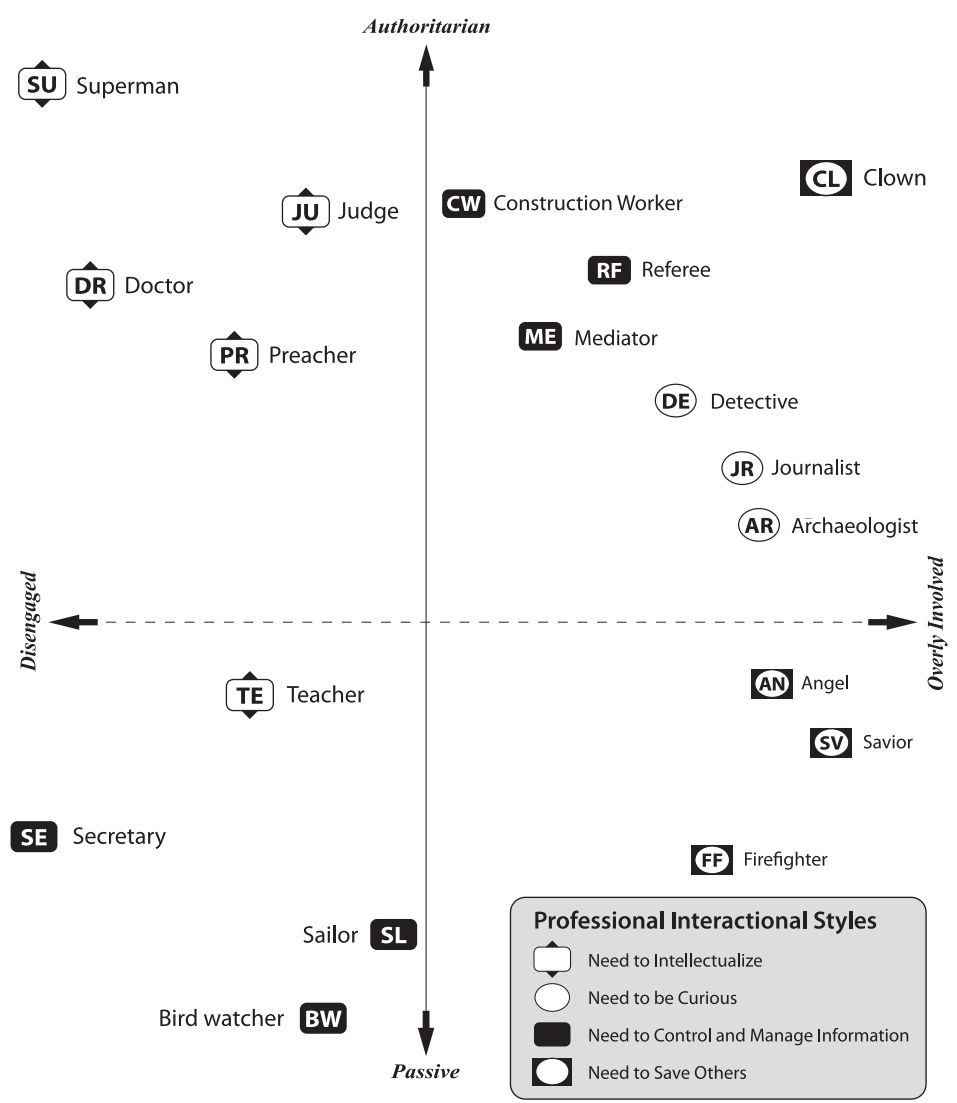 Authoritarian
SU Superman
CL Clown
JU Judge
CW Construction Worker
RF Referee
DR Doctor
ME Mediator
PR Preacher
DE Detective
JR Journalist
AR Archaeologist
Disengaged
Overly Involved
TE Teacher
AN Angel
SV Savior
SE Secretary
FF Firefighter
Sailor SL
Bird watcher BW
Passive
Professional Interactional Styles
Need to Intellectualize
Need to be Curious
Need to Control and Manage Information
Need to Save Others